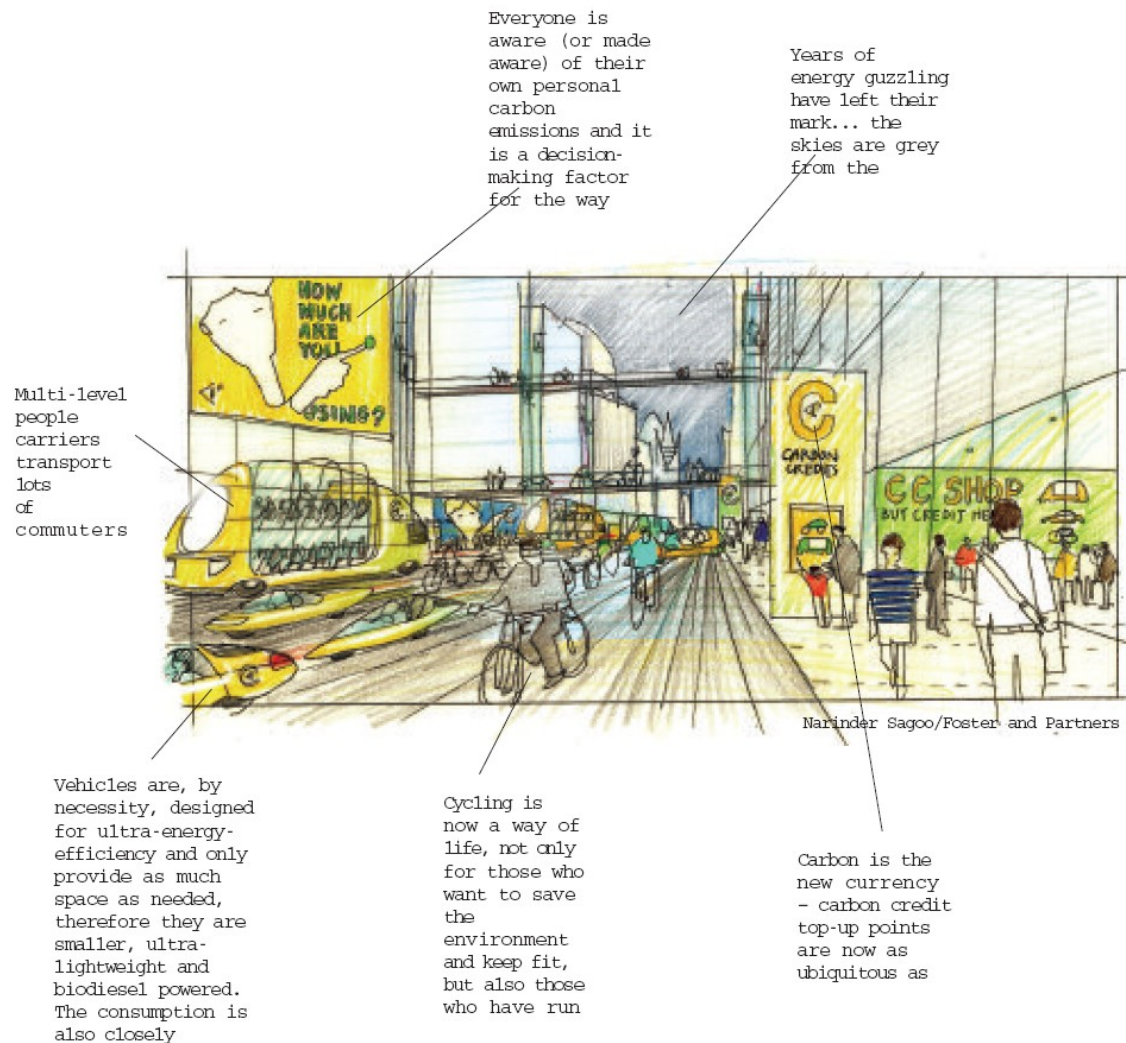 Everyone is
aware (or made
aware) of their
own personal
carbon
emissions and it
is a decision-
making factor
for the way
Years of
energy guzzling
have left their
mark... the
skies are grey
from the
HOW
MUCH
ARE
YOU
USING?
Multi-level
people
carriers
transport
lots
of
commuters
C
CARBON
CREDITS
CC SHOP
BUT CREDIT HE
Narinder Sagoo/Foster and Partners
Vehicles are, by
necessity, designed
for ultra-energy-
efficiency and only
provide as much
space as needed,
therefore they are
smaller, ultra-
lightweight and
biodiesel powered.
The consumption is
also closely
Cycling is
now a way of
life, not only
for those who
want to save
the
environment
and keep fit,
but also those
who have run
Carbon is the
new currency
– carbon credit
top-up points
are now as
ubiquitous as